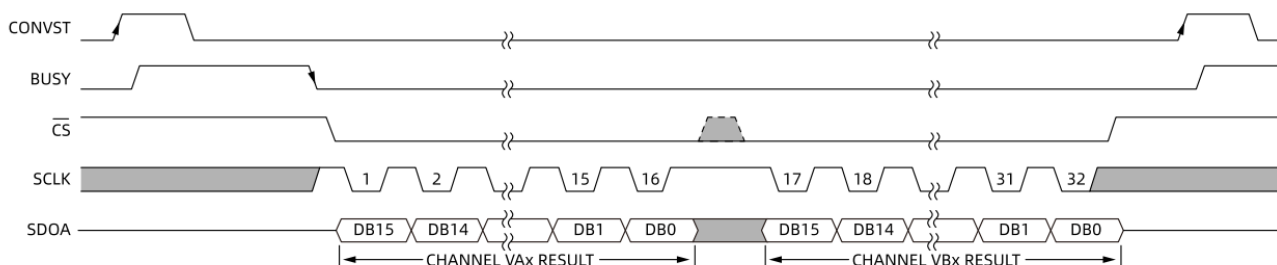 CONVST
BUSY
CS
SCLK 1 2 15 16 17 18 31 32
SDOA DB15 DB14 DB1 DB0 DB15 DB14 DB1 DB0
CHANNEL VAx RESULT CHANNEL VBx RESULT